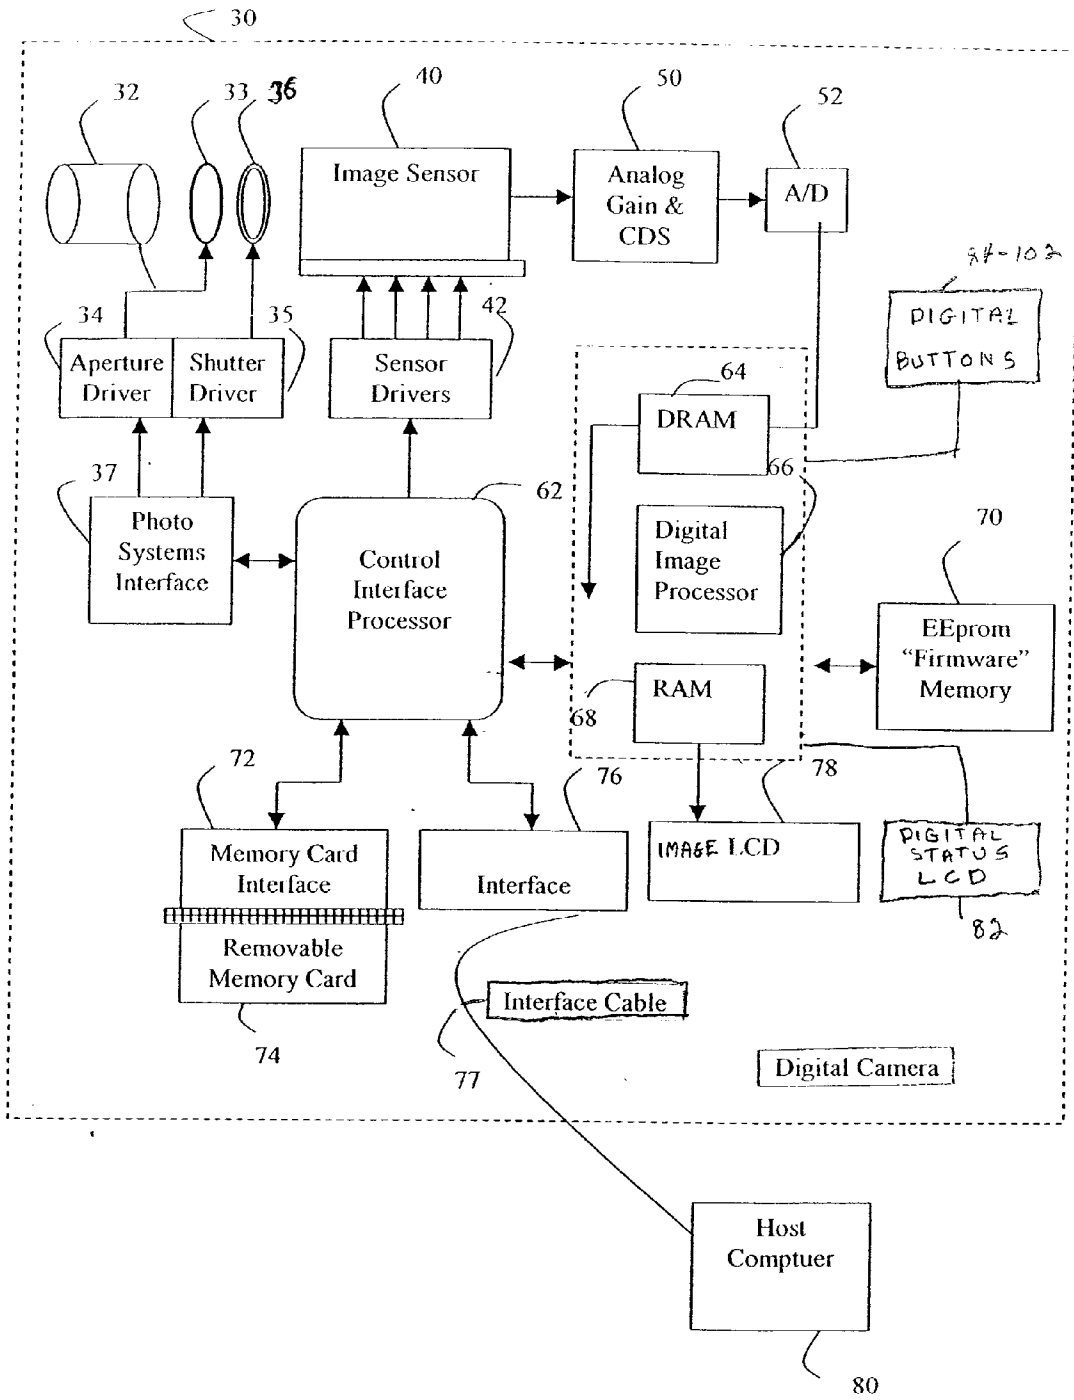 30
32
33
36
40
50
52
Image Sensor
Analog
Gain &
CDS
A/D
84-102
DIGITAL
BUTTONS
34
35
42
Aperture
Driver
Shutter
Driver
Sensor
Drivers
64
DRAM
66
37
62
70
Photo
Systems
Interface
Control
Interface
Processor
Digital
Image
Processor
EEprom
"Firmware"
Memory
68
RAM
72
76
78
Memory Card
Interface
Interface
IMAGE LCD
DIGITAL
STATUS
LCD
82
Removable
Memory Card
74
Interface Cable
77
Digital Camera
Host
Comptuer
80